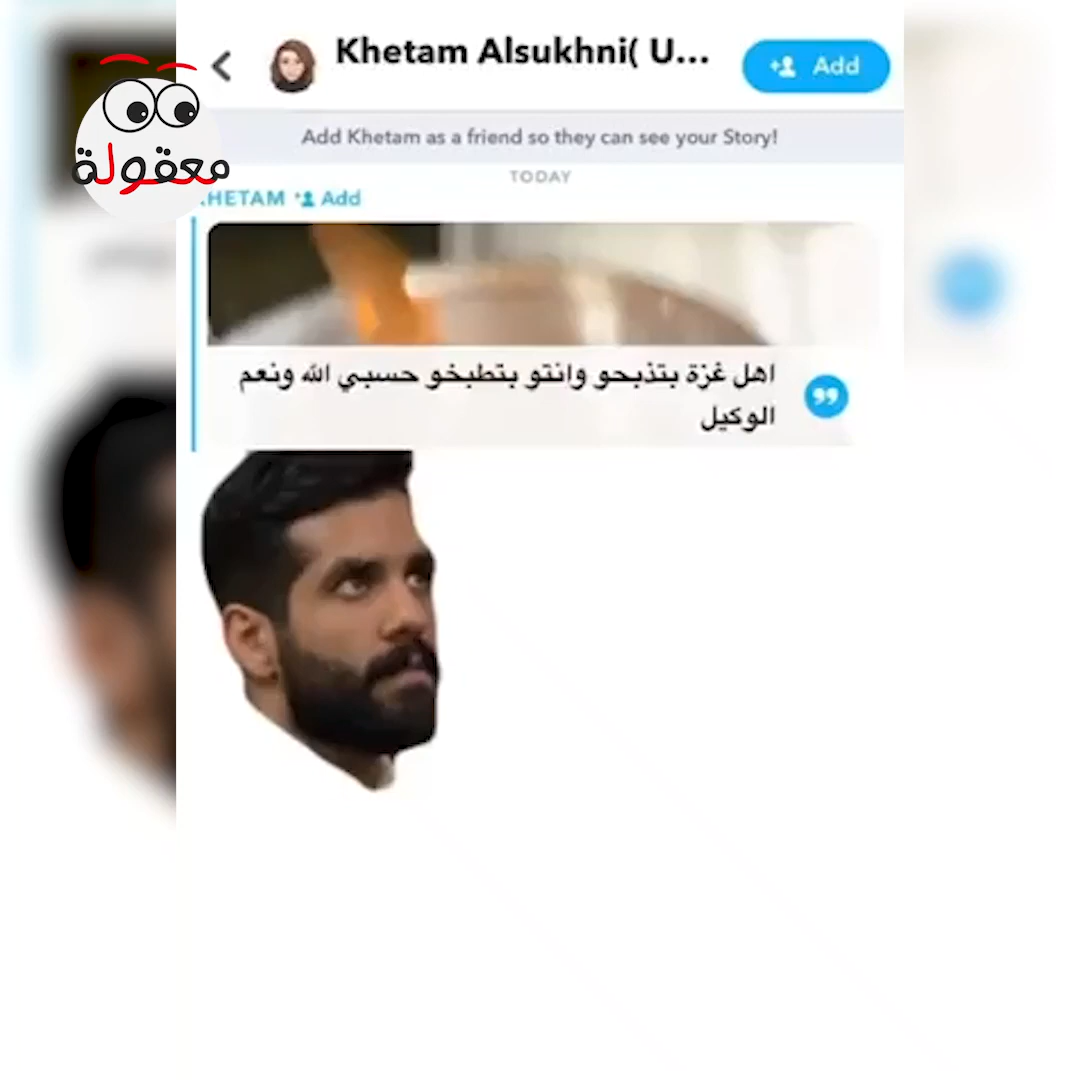 Khetam Alsukhni( U...
Add
Add Khetam as a friend so they can see your Story!
معقولة
TODAY
HETAM Add
اهل غزة بتذبحو وانتو بتطبخو حسبي الله ونعم
الوكيل